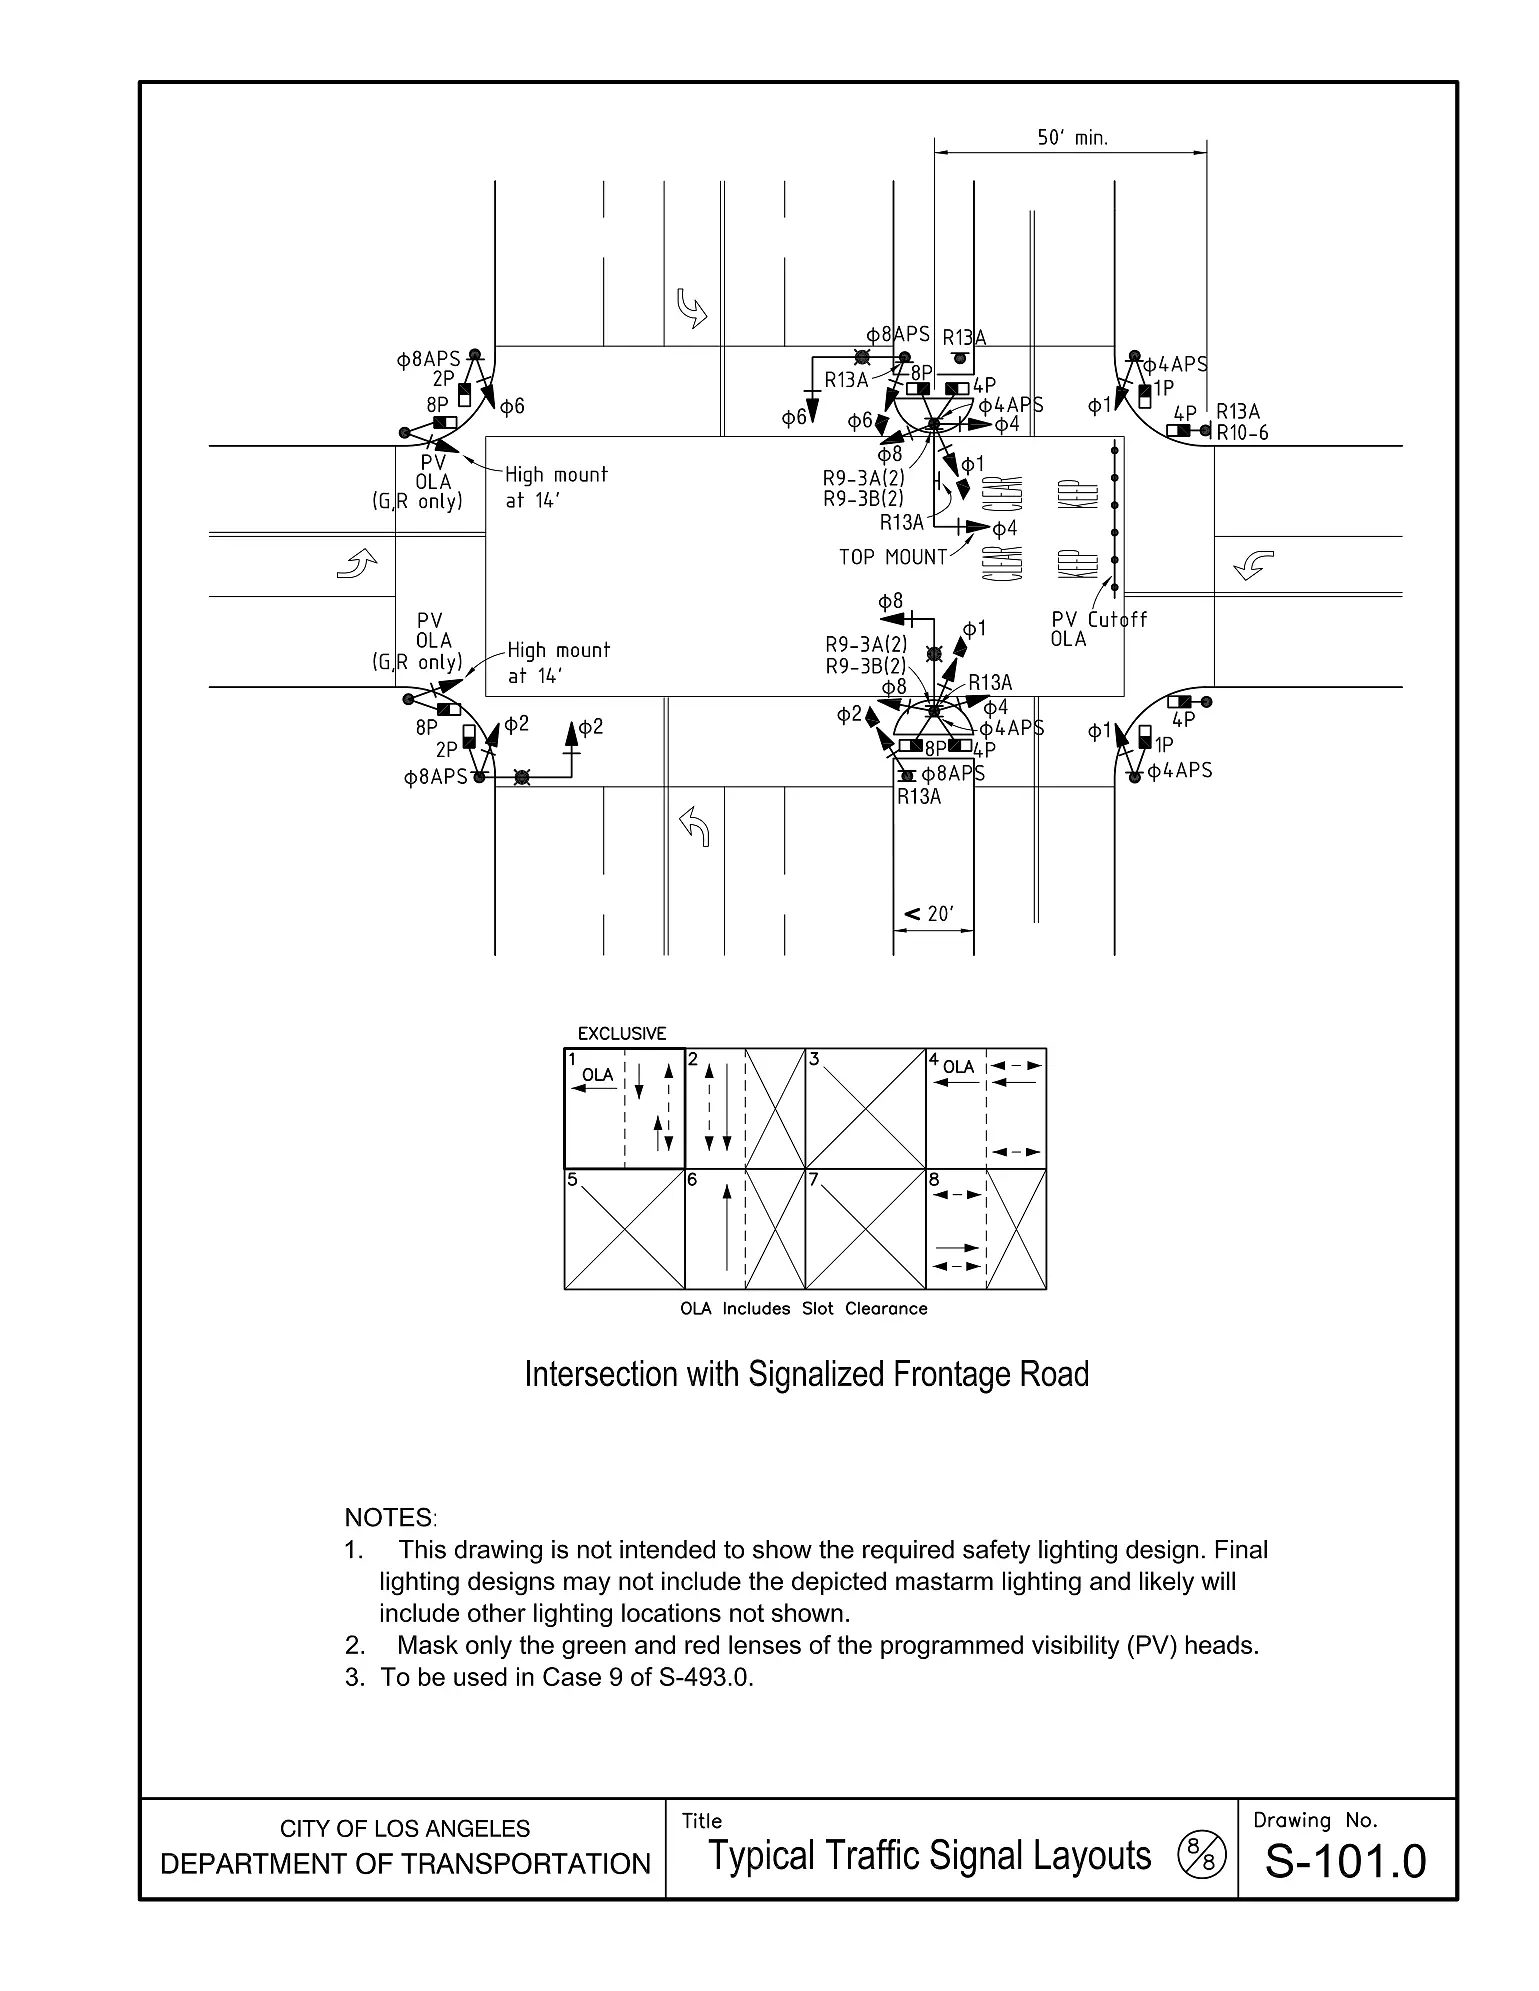 50' min.
φ8APS
R13A
φ8APS
2P
8P
φ6
R13A
8P
4P
φ4APS
φ6
φ6
φ4
φ8
φ1
φ4APS
1P
φ1
4P
R13A
R10-6
PV
OLA
(G,R only)
High mount
at 14'
R9-3A(2)
R9-3B(2)
R13A
φ4
TOP MOUNT
CLEAR
KEEP
CLEAR
KEEP
φ8
φ1
PV Cutoff
OLA
PV
OLA
(G,R only)
High mount
at 14'
R9-3A(2)
R9-3B(2)
φ8
R13A
φ4
φ2
φ4APS
8P
2P
φ2
φ2
φ8APS
8P
4P
φ8APS
R13A
4P
φ1
1P
φ4APS
< 20'
EXCLUSIVE
1
OLA
2
3
4
OLA
5
6
7
8
OLA Includes Slot Clearance
Intersection with Signalized Frontage Road
NOTES:
1. This drawing is not intended to show the required safety lighting design. Final
lighting designs may not include the depicted mastarm lighting and likely will
include other lighting locations not shown.
2. Mask only the green and red lenses of the programmed visibility (PV) heads.
3. To be used in Case 9 of S-493.0.
CITY OF LOS ANGELES
DEPARTMENT OF TRANSPORTATION
Title
Typical Traffic Signal Layouts
8/8
Drawing No.
S-101.0